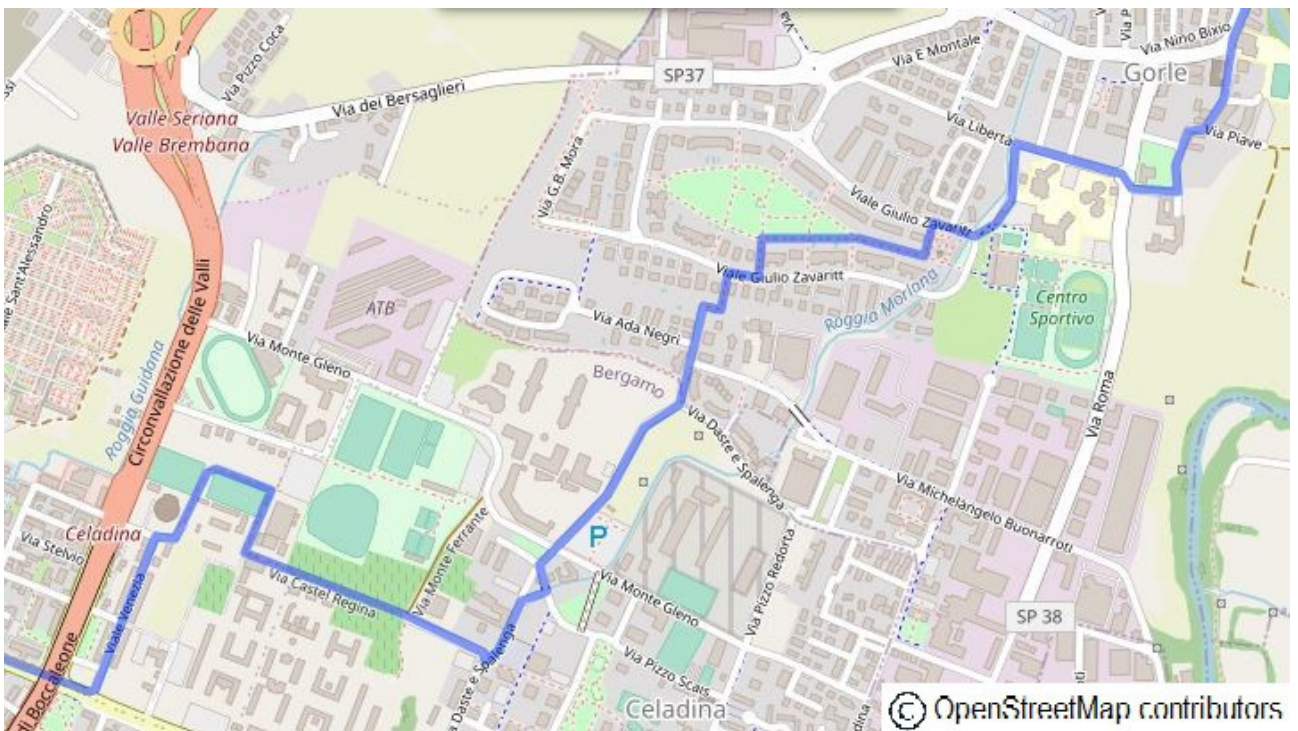 Via Nino Bixio
Via E Montale
Gorle
SP37
Via Pizzo Coca
Via dei Bersaglieri
Valle Seriana
Valle Brembana
Via Libertà
Via Piave
Via G.B. Mora
Viale Giulio Zavaritt
Viale Giulio Zavaritt
Circonvallazione delle Valli
ATB
Roggia Morlana
Centro
Sportivo
Via Ada Negri
Via Monte Gleno
Bergamo
Roggia Guidana
Via Roma
Via Daste e Spalenga
Via Michelangelo Buonarroti
Celadina
Via Stelvio
Via Monte Ferrante
P
Via Pizzo Redorta
Viale Venezia
Via Castel Regina
Via Monte Gleno
SP 38
Via Daste e Spalenga
Via Pizzo Scais
di Boccaleone
Celadina
© OpenStreetMap contributors